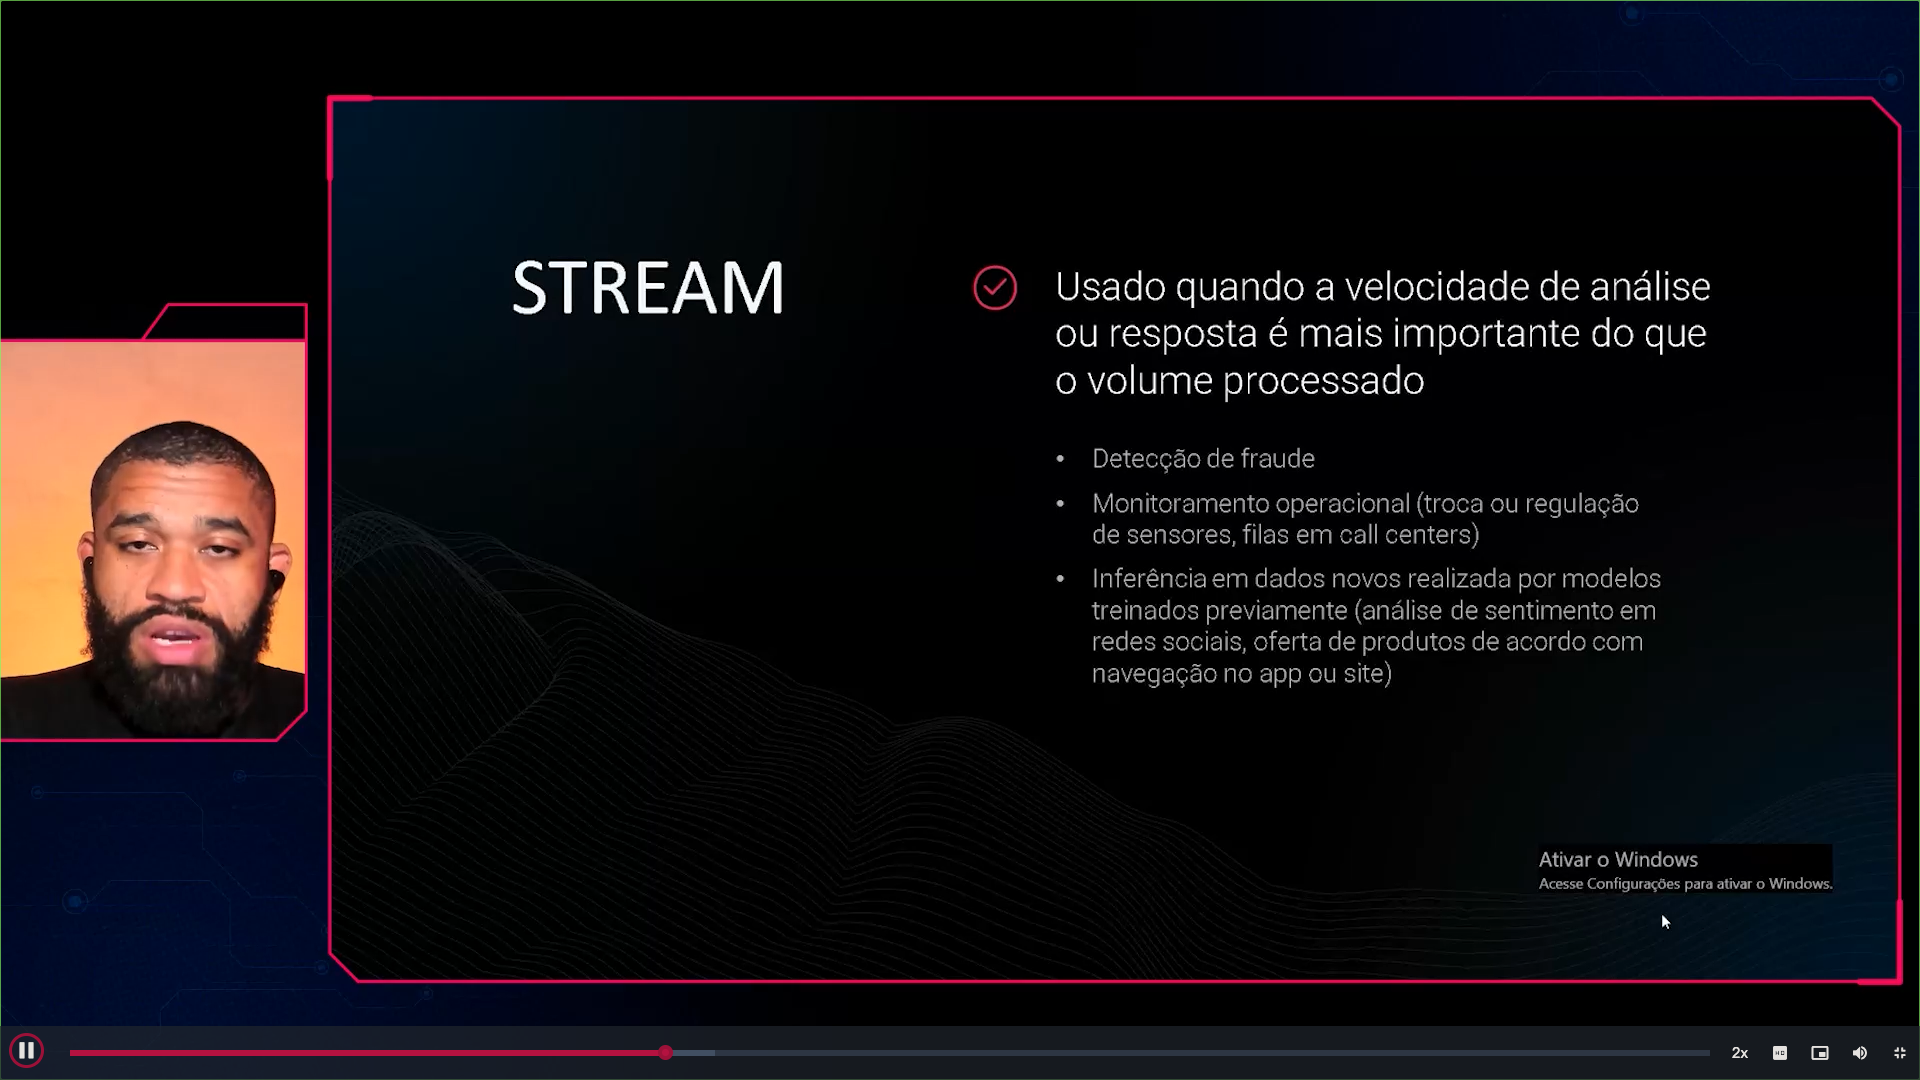 STREAM
Usado quando a velocidade de análise
ou resposta é mais importante do que
o volume processado
• Detecção de fraude
• Monitoramento operacional (troca ou regulação
de sensores, filas em call centers)
• Inferência em dados novos realizada por modelos
treinados previamente (análise de sentimento em
redes sociais, oferta de produtos de acordo com
navegação no app ou site)
Ativar o Windows
Acesse Configurações para ativar o Windows.
2x
HD